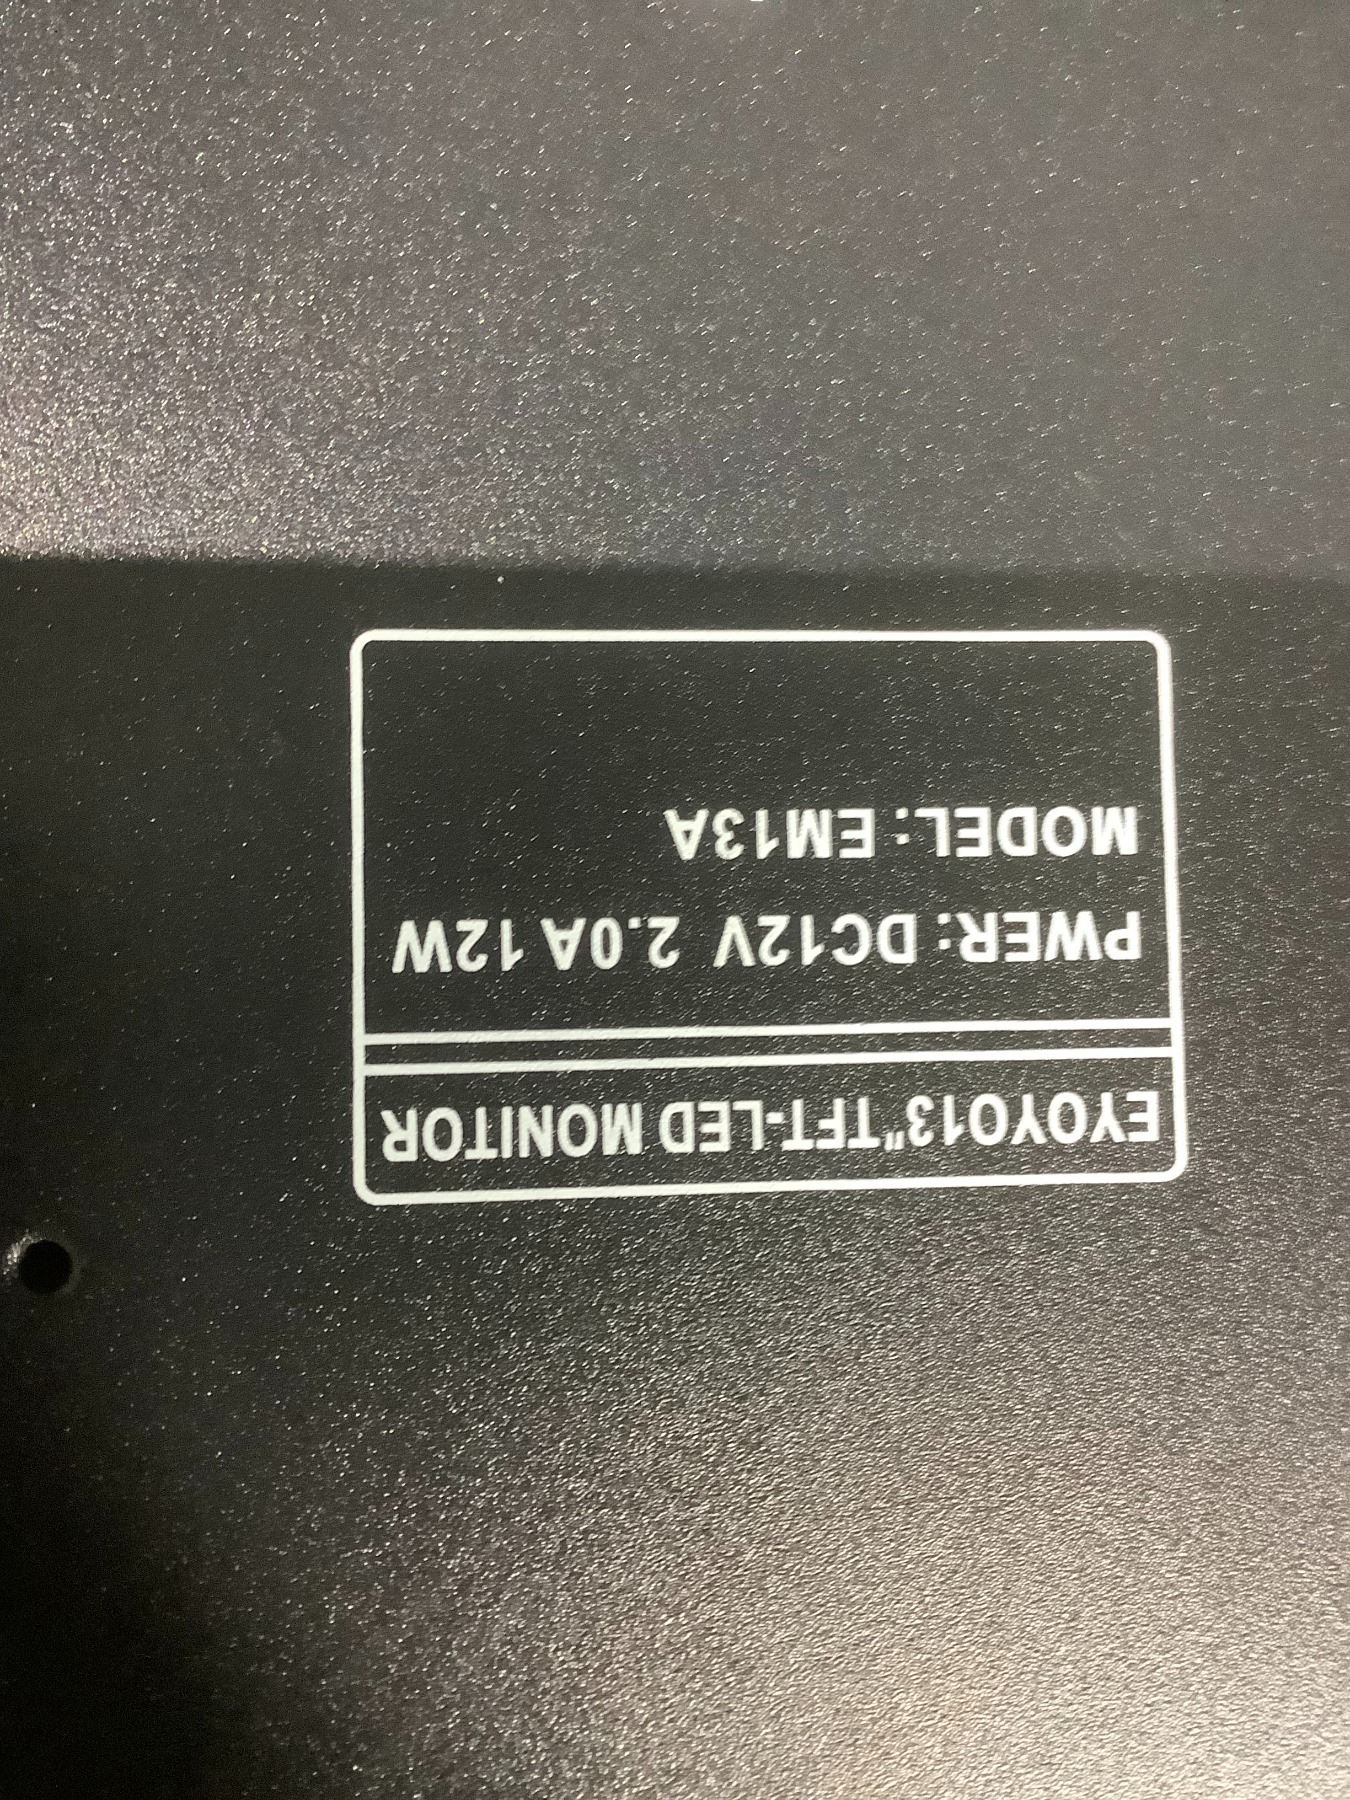 EYOYO13"TFT-LED MONITOR
PWER: DC12V 2.0A 12W
MODEL: EM13A